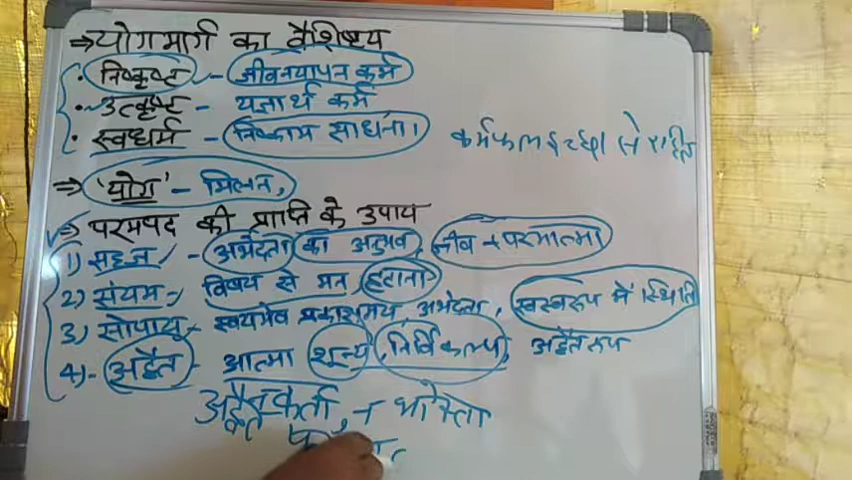 ⇒ योगमार्ग का वैशिष्ट्य
· निष्कृष्ट - जीवनयापन कर्म
· उत्कृष्ट - यज्ञार्थ कर्म
· स्वधर्म - निष्काम साधना। कर्मफल इच्छा से रहित
⇒ 'योग' - मिलन,
⇒ परमपद की प्राप्ति के उपाय
1) सहज - अभेदता का अनुभव, जीव + परमात्मा
2) संयम - विषय से मन हटाना
3) सोपाय - स्वयमेव प्रकाशमय, अभेदता, स्वस्वरूप में स्थिति
4) - अद्वैत - आत्मा शून्य, निर्विकल्प, अद्वैतरूप
कर्ता, + भोक्ता